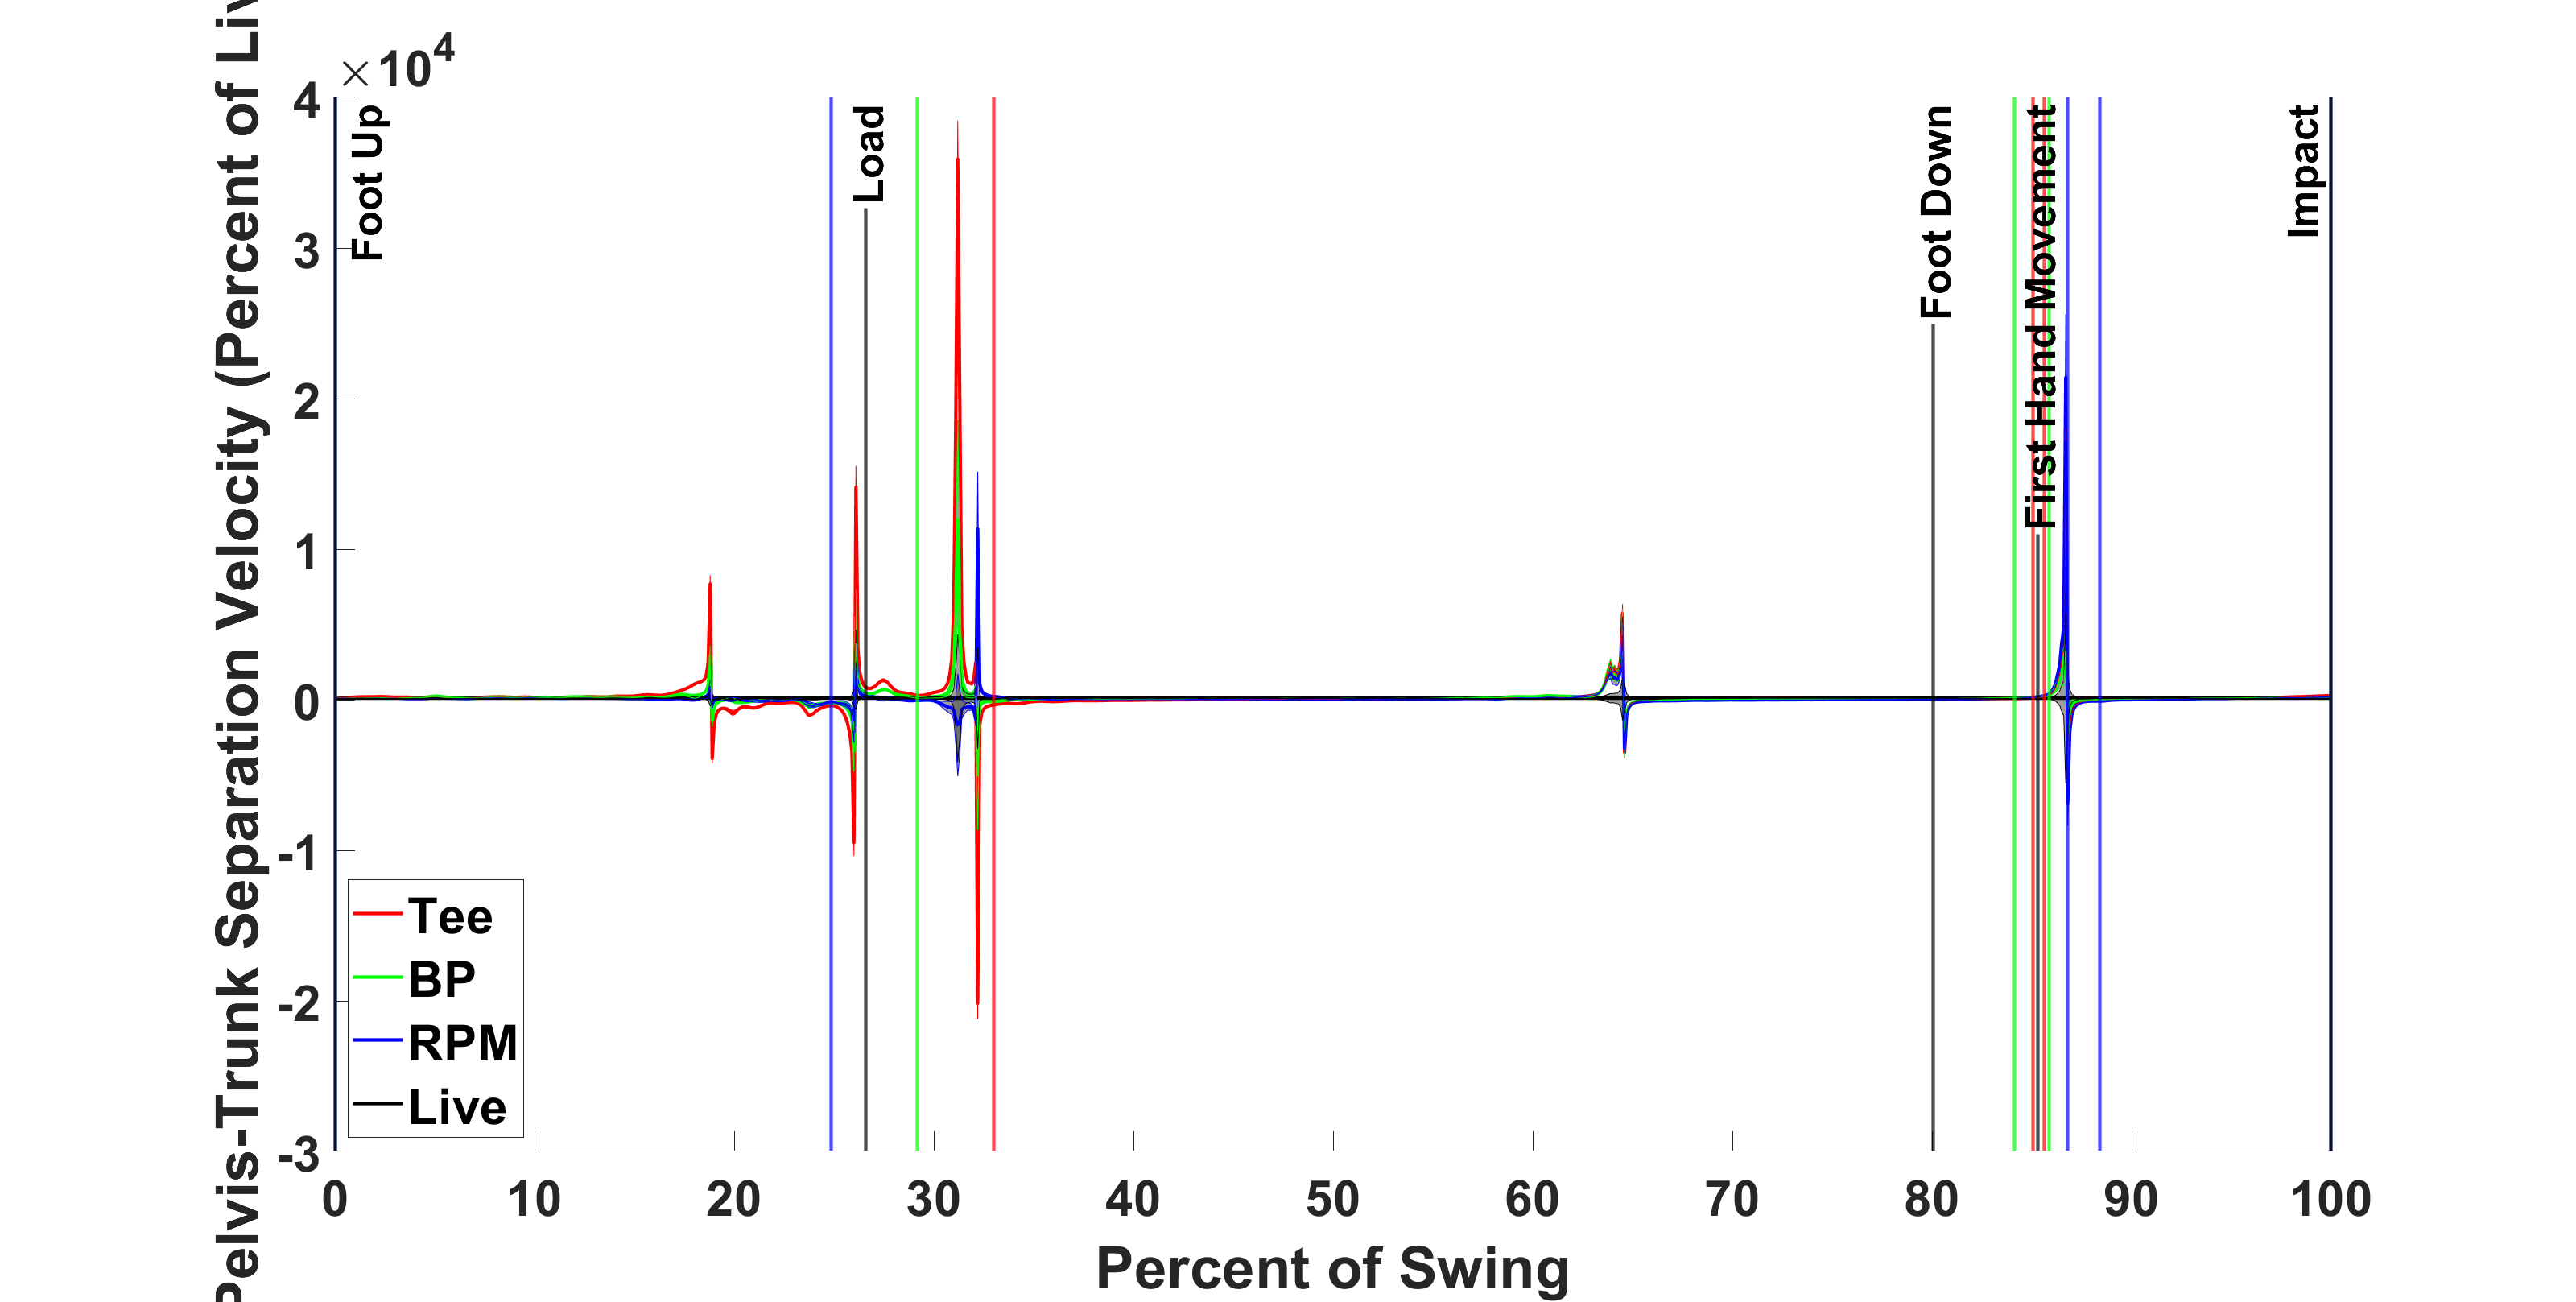 Pelvis-Trunk Separation Velocity (Percent of
×10⁴
4
3
2
1
0
-1
-2
-3
Foot Up
Load
Foot Down
First Hand Movement
Impact
Tee
BP
RPM
Live
0 10 20 30 40 50 60 70 80 90 100
Percent of Swing